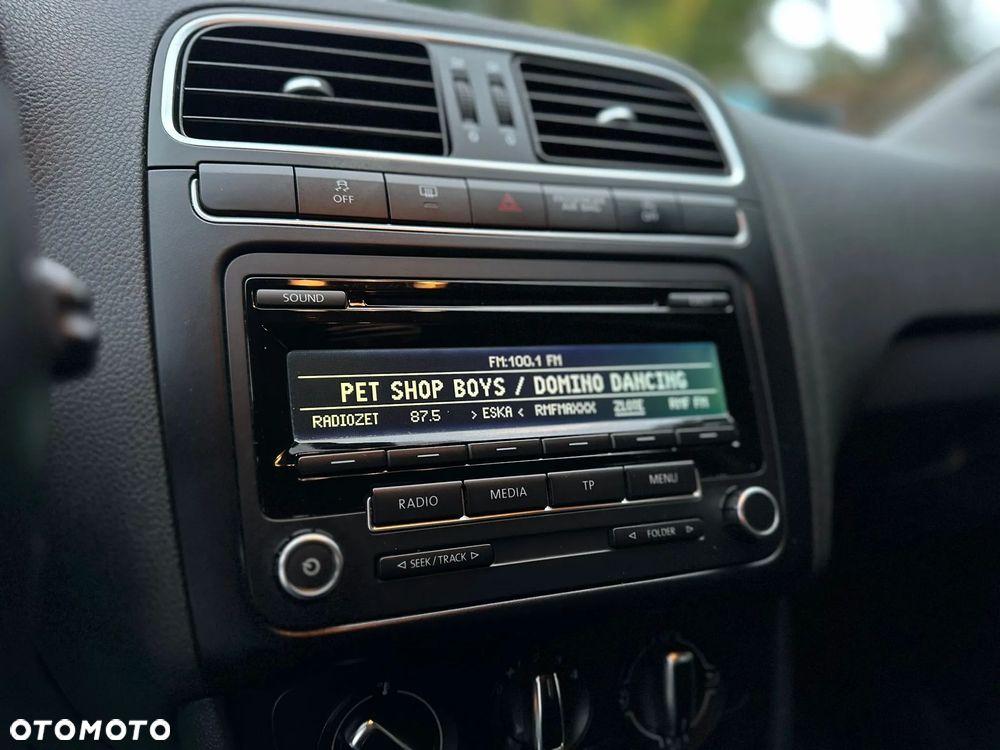 OFF
OFF
SOUND
FM:100.1 FM
PET SHOP BOYS / DOMINO DANCING
RADIOZET 87.5 > ESKA < RMFMAXXX ZLOTE RMF FM
RADIO MEDIA TP MENU
◁ SEEK / TRACK ▷ ◁ FOLDER ▷
OTOMOTO